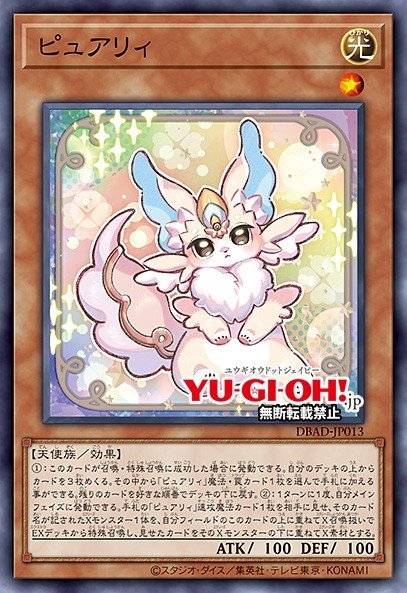 ピュアリィ
光
ユウギオウドットジェイピー
YU-GI-OH!.jp
無断転載禁止
DBAD-JP013
【天使族／効果】
①:このカードが召喚・特殊召喚に成功した場合に発動できる。自分のデッキの上から
カードを３枚めくる。その中から「ピュアリィ」魔法・罠カード１枚を選んで手札に加える
事ができる。残りのカードを好きな順番でデッキの下に戻す。②:１ターンに１度、自分メイン
フェイズに発動できる。手札の「ピュアリィ」速攻魔法カード１枚を相手に見せ、そのカード
名が記されたXモンスター１体を、自分フィールドのこのカードの上に重ねてX召喚扱いで
EXデッキから特殊召喚し、見せたカードをそのXモンスターの下に重ねてX素材とする。
ATK/ 100 DEF/ 100
©スタジオ・ダイス／集英社・テレビ東京・KONAMI